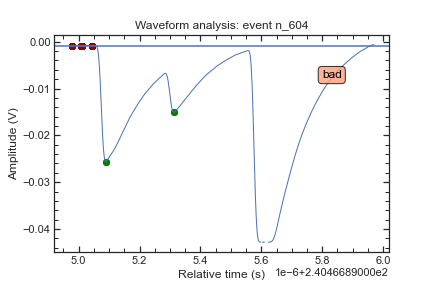 Waveform analysis: event n_604
0.00
−0.01
−0.02
−0.03
−0.04
Amplitude (V)
bad
5.0 5.2 5.4 5.6 5.8 6.0
Relative time (s) 1e−6+2.4046689000e2